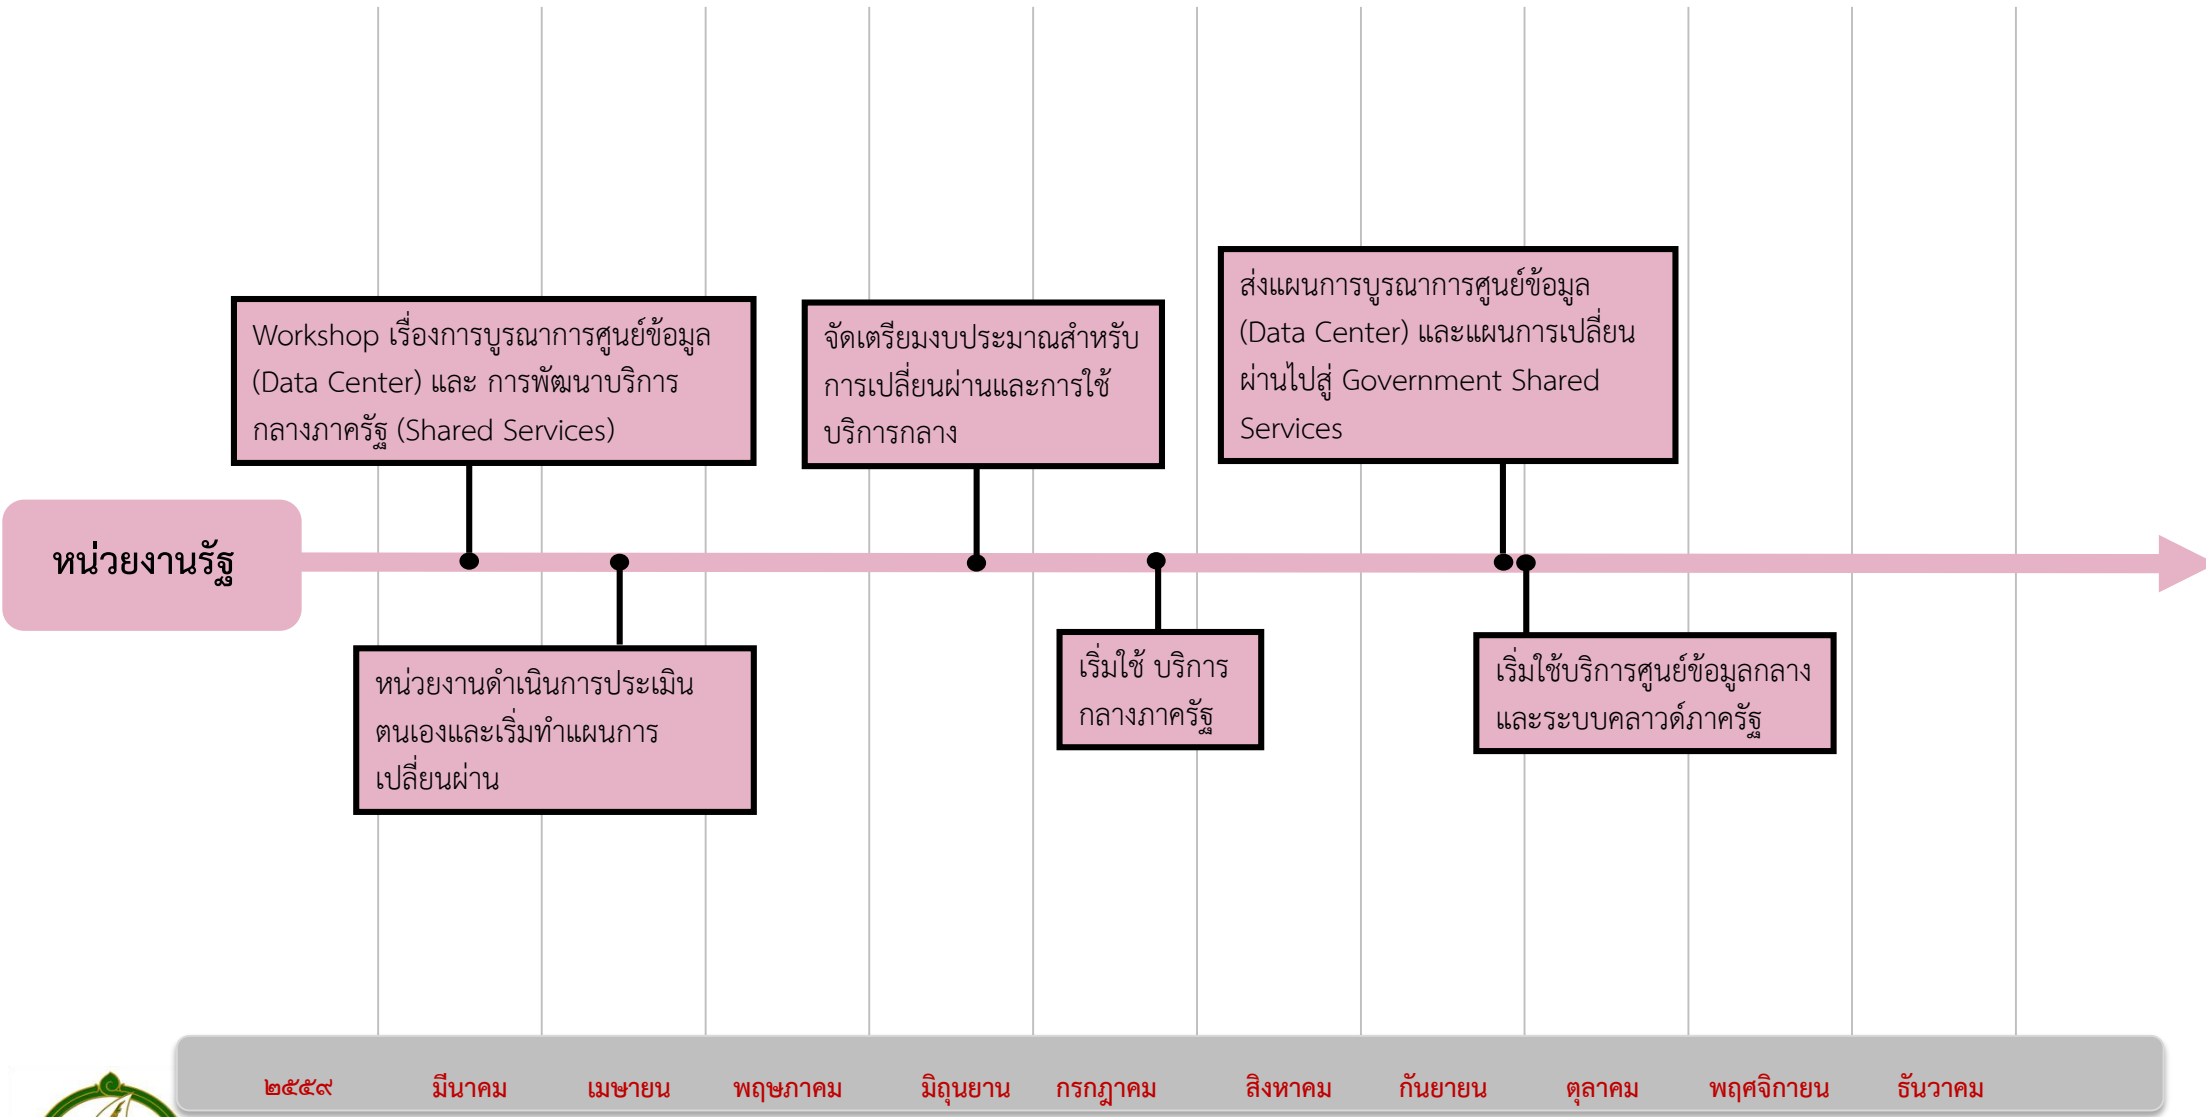 Workshop เรื่องการบูรณาการศูนย์ข้อมูล
(Data Center) และ การพัฒนาบริการ
กลางภาครัฐ (Shared Services)
จัดเตรียมงบประมาณสำหรับ
การเปลี่ยนผ่านและการใช้
บริการกลาง
ส่งแผนการบูรณาการศูนย์ข้อมูล
(Data Center) และแผนการเปลี่ยน
ผ่านไปสู่ Government Shared
Services
หน่วยงานรัฐ
หน่วยงานดำเนินการประเมิน
ตนเองและเริ่มทำแผนการ
เปลี่ยนผ่าน
เริ่มใช้ บริการ
กลางภาครัฐ
เริ่มใช้บริการศูนย์ข้อมูลกลาง
และระบบคลาวด์ภาครัฐ
๒๕๕๙ มีนาคม เมษายน พฤษภาคม มิถุนยาน กรกฎาคม สิงหาคม กันยายน ตุลาคม พฤศจิกายน ธันวาคม